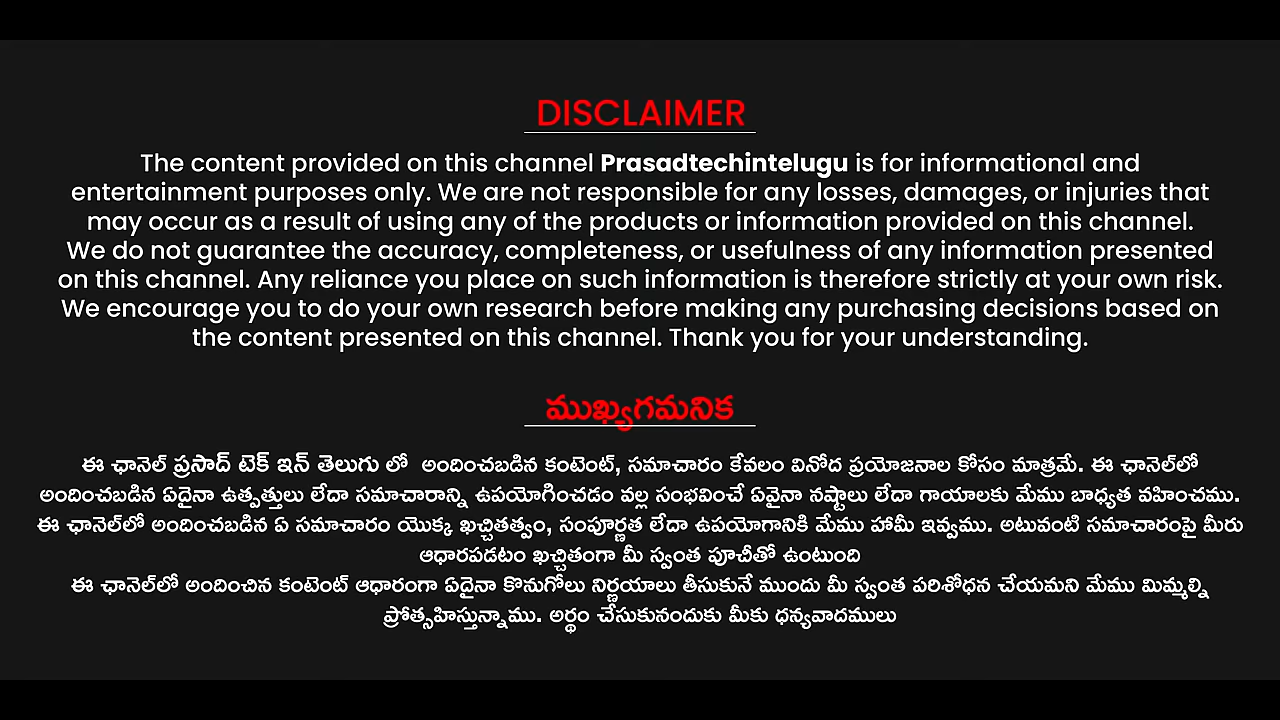 DISCLAIMER
The content provided on this channel Prasadtechintelugu is for informational and
entertainment purposes only. We are not responsible for any losses, damages, or injuries that
may occur as a result of using any of the products or information provided on this channel.
We do not guarantee the accuracy, completeness, or usefulness of any information presented
on this channel. Any reliance you place on such information is therefore strictly at your own risk.
We encourage you to do your own research before making any purchasing decisions based on
the content presented on this channel. Thank you for your understanding.
ముఖ్యగమనిక
ఈ ఛానెల్ ప్రసాద్ టెక్ ఇన్ తెలుగు లో అందించబడిన కంటెంట్, సమాచారం కేవలం వినోద ప్రయోజనాల కోసం మాత్రమే. ఈ ఛానెల్‌లో
అందించబడిన ఏదైనా ఉత్పత్తులు లేదా సమాచారాన్ని ఉపయోగించడం వల్ల సంభవించే ఏవైనా నష్టాలు లేదా గాయాలకు మేము బాధ్యత వహించము.
ఈ ఛానెల్‌లో అందించబడిన ఏ సమాచారం యొక్క ఖచ్చితత్వం, సంపూర్ణత లేదా ఉపయోగానికి మేము హామీ ఇవ్వము. అటువంటి సమాచారంపై మీరు
ఆధారపడటం ఖచ్చితంగా మీ స్వంత పూచీతో ఉంటుంది
ఈ ఛానెల్‌లో అందించిన కంటెంట్ ఆధారంగా ఏదైనా కొనుగోలు నిర్ణయాలు తీసుకునే ముందు మీ స్వంత పరిశోధన చేయమని మేము మిమ్మల్ని
ప్రోత్సహిస్తున్నాము. అర్థం చేసుకునందుకు మీకు ధన్యవాదములు